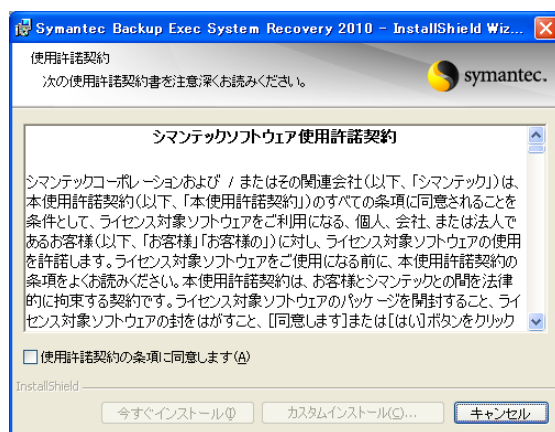 Symantec Backup Exec System Recovery 2010 - InstallShield Wiz...
使用許諾契約
次の使用許諾契約書を注意深くお読みください。
symantec.
シマンテックソフトウェア使用許諾契約
シマンテックコーポレーションおよび / またはその関連会社(以下、「シマンテック」)は、
本使用許諾契約(以下、「本使用許諾契約」)のすべての条項に同意されることを
条件として、ライセンス対象ソフトウェアをご利用になる、個人、会社、または法人で
あるお客様(以下、「お客様」「お客様の」)に対し、ライセンス対象ソフトウェアの使用
を許諾します。ライセンス対象ソフトウェアをご使用になる前に、本使用許諾契約の
条項をよくお読みください。本使用許諾契約は、お客様とシマンテックとの間を法律
的に拘束する契約です。ライセンス対象ソフトウェアのパッケージを開封すること、ライ
センス対象ソフトウェアの封をはがすこと、[同意します]または[はい]ボタンをクリック
使用許諾契約の条項に同意します(A)
InstallShield
今すぐインストール(I)
カスタムインストール(C)...
キャンセル